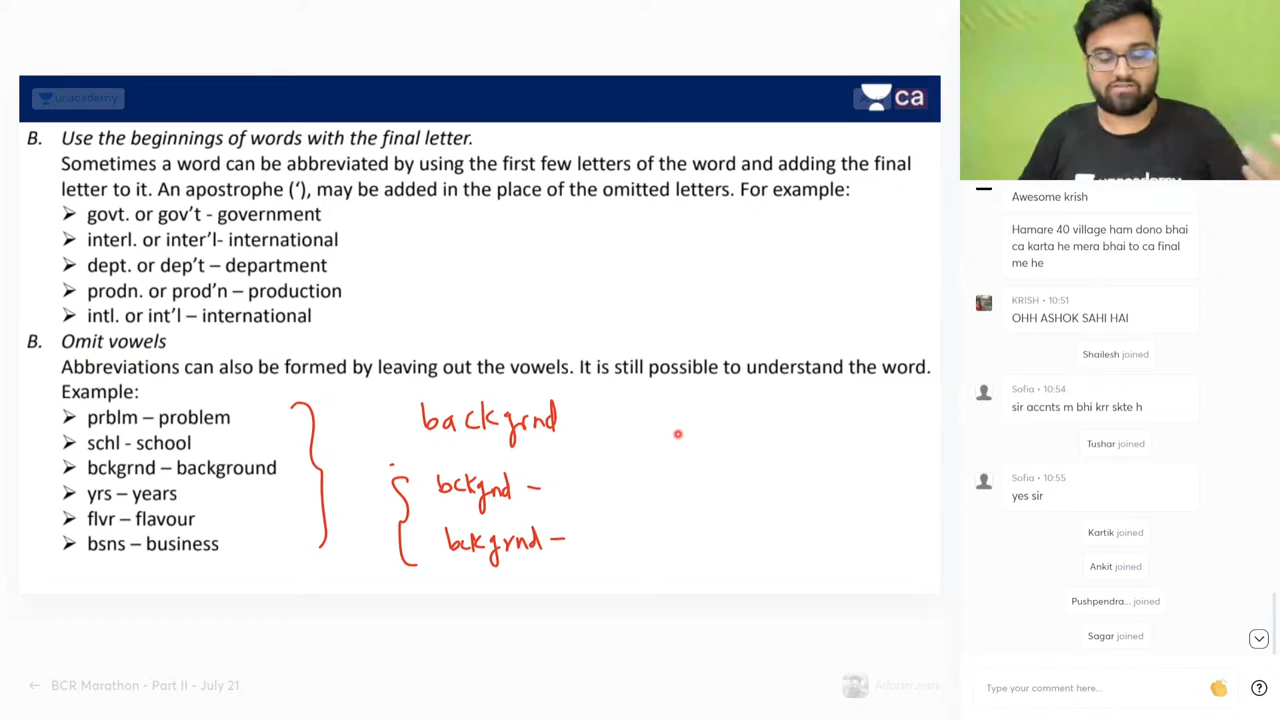 unacademy
ca
B. Use the beginnings of words with the final letter.
Sometimes a word can be abbreviated by using the first few letters of the word and adding the final
letter to it. An apostrophe (‘), may be added in the place of the omitted letters. For example:
➢ govt. or gov’t - government
➢ interl. or inter’l- international
➢ dept. or dep’t – department
➢ prodn. or prod’n – production
➢ intl. or int’l – international
B. Omit vowels
Abbreviations can also be formed by leaving out the vowels. It is still possible to understand the word.
Example:
➢ prblm – problem
➢ schl - school
➢ bckgrnd – background
➢ yrs – years
➢ flvr – flavour
➢ bsns – business
backgrnd
bckgnd –
bckgrnd –
← BCR Marathon - Part II - July 21
Awesome krish
Hamare 40 village ham dono bhai
ca karta he mera bhai to ca final
me he
KRISH • 10:51
OHH ASHOK SAHI HAI
Shailesh joined
Sofia • 10:54
sir accnts m bhi krr skte h
Tushar joined
Sofia • 10:55
yes sir
Kartik joined
Ankit joined
Pushpendra... joined
Sagar joined
Type your comment here...